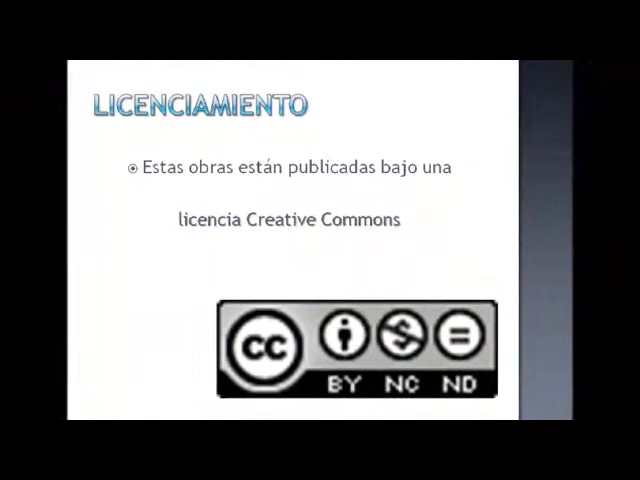 LICENCIAMIENTO
Estas obras están publicadas bajo una
licencia Creative Commons
CC
BY NC ND